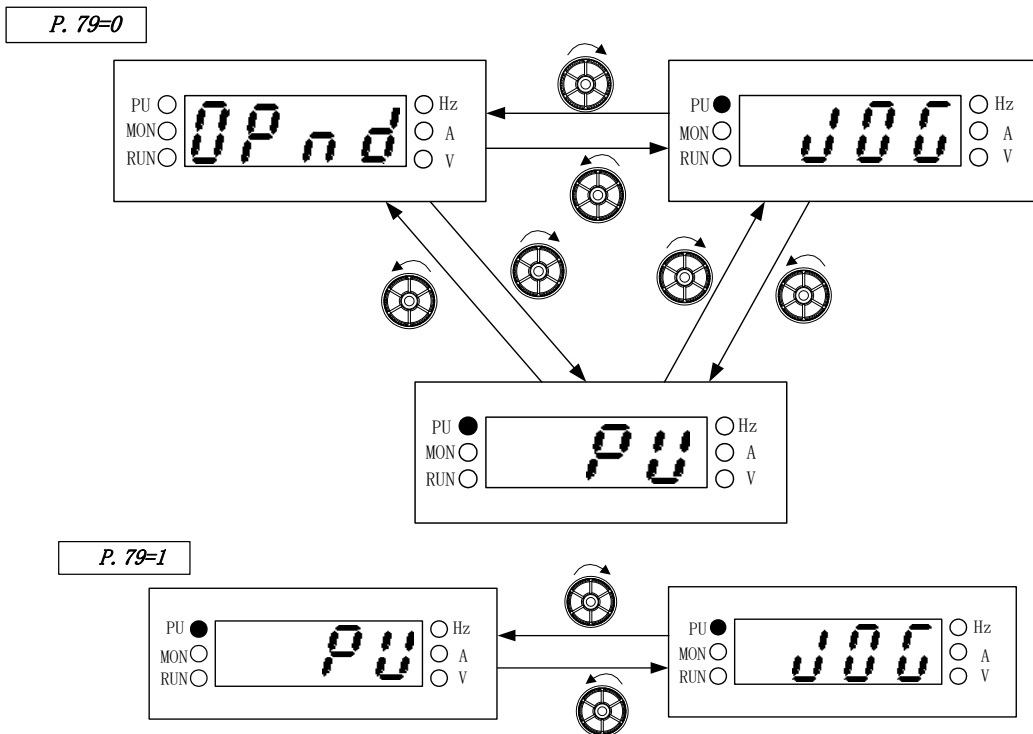 P. 79=0
PU Hz
MON A
RUN V
OPnd
PU Hz
MON A
RUN V
JOG
PU Hz
MON A
RUN V
PU
P. 79=1
PU Hz
MON A
RUN V
PU
PU Hz
MON A
RUN V
JOG